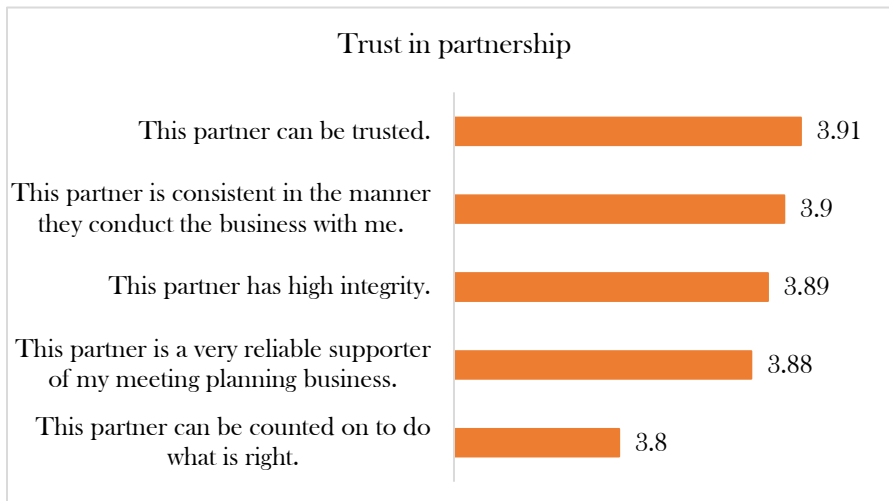 Trust in partnership
This partner can be trusted.
3.91
This partner is consistent in the manner
they conduct the business with me.
3.9
This partner has high integrity.
3.89
This partner is a very reliable supporter
of my meeting planning business.
3.88
This partner can be counted on to do
what is right.
3.8